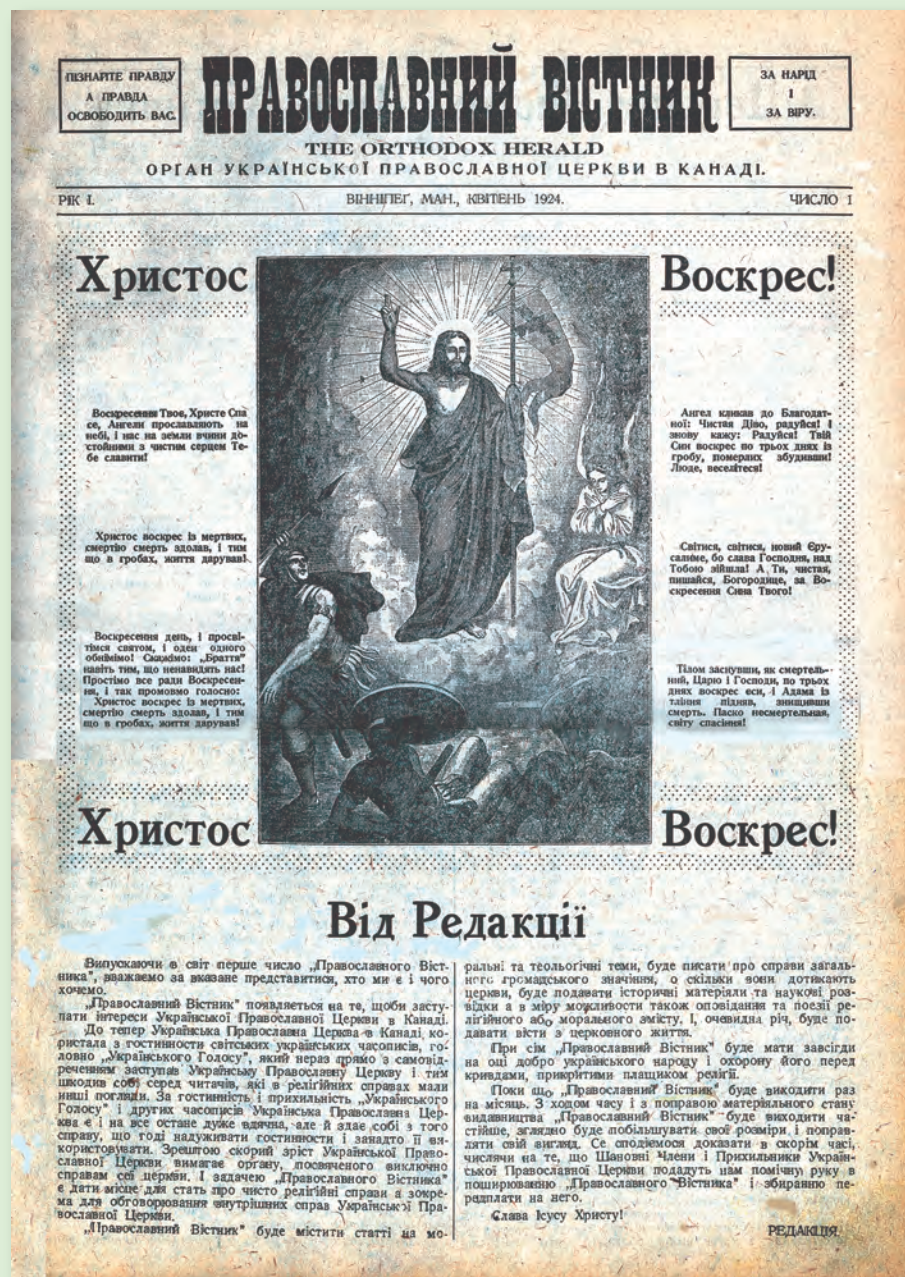 ПІЗНАЙТЕ ПРАВДУ
А ПРАВДА
ОСВОБОДИТЬ ВАС.
ПРАВОСЛАВНИЙ ВІСТНИК
ЗА НАРІД
І
ЗА ВІРУ.
THE ORTHODOX HERALD
ОРҐАН УКРАЇНСЬКОЇ ПРАВОСЛАВНОЇ ЦЕРКВИ В КАНАДІ.
РІК I.
ВІННІПЕҐ, МАН., КВІТЕНЬ 1924.
ЧИСЛО 1
Христос
Воскрес!
Воскресення Твоє, Христе Спа
се, Ангели прославляють на
небі, і нас на земли вчини до-
стойними з чистим серцем Те-
бе славити!
Христос воскрес із мертвих,
смертію смерть здолав, і тим
що в гробах, життя дарував!
Воскресення день, і просві-
тімся святом, і оден одного
обнімімо! Скажімо: „Браття"
навіть тим, що ненавидять нас!
Простімо все ради Воскресен-
ня, і так промовмо голосно:
Христос воскрес із мертвих,
смертію смерть здолав, і тим
що в гробах, життя дарував!
Ангел кликав до Благодат-
ної: Чистая Діво, радуйся! І
знову кажу: Радуйся! Твій
Син воскрес по трьох днях із
гробу, померлих збудивши!
Люде, веселітеся!
Світися, світися, новий Єру-
салиме, бо слава Господня, над
Тобою зійшла! А Ти, чистая,
пишайся, Богородице, за Во-
скресення Сина Твого!
Тілом заснувши, як смертель-
ний, Царю і Господи, по трьох
днях воскрес еси, і Адама із
тління підняв, знищивши
смерть. Паско несмертельная,
світу спасіння!
Христос
Воскрес!
Від Редакції
Випускаючи в світ перше число „Православного Віст-
ника", вважаємо за вказане представитися, хто ми є і чого
хочемо.
„Православний Вістник" появляється на те, щоби засту-
пати інтереси Української Православної Церкви в Канаді.
До тепер Українська Православна Церква в Канаді ко-
ристала з гостинности світських українських часописів, го-
ловно „Українського Голосу", який нераз прямо з самовід-
реченням заступав Українську Православну Церкву і тим
шкодив собі серед читачів, які в релігійних справах мали
инші погляди. За гостинність і прихильність „Українського
Голосу" і других часописів Українська Православна Цер-
ква є і на все остане дуже вдячна, але й здає собі з того
справу, що годі надуживати гостинности і занадто її ви-
користовувати. Зрештою скорий зріст Української Право-
славної Церкви вимагає орґану, посвяченого виключно
справам сеї церкви. І задачею „Православного Вістника"
є дати місце для стать про чисто релігійні справи а зокре-
ма для обговорювання внутрішних справ Української Пра-
вославної Церкви.
„Православний Вістник" буде містити статті на мо-
ральні та теольоґічні теми, буде писати про справи загаль-
ного громадського значіння, о скільки вони дотикають
церкви, буде подавати історичні матеріяли та наукові роз-
відки а в міру можливости також оповідання та поезії ре-
лігійного або морального змісту, і, очевидна річ, буде по-
давати вісти з церковного життя.
При сім „Православний Вістник" буде мати завсігди
на оці добро українського народу і охорону його перед
кривдами, прикритими плащиком релігії.
Поки що, „Православний Вістник" буде виходити раз
на місяць. З ходом часу і з поправою матеріяльного стану
видавництва „Православний Вістник" буде виходити ча-
стійше, зглядно буде побільшувати свої розміри і поправ-
ляти свій вигляд. Се сподіємося доказати в скорім часі,
числячи на те, що Шановні Члени і Прихильники Україн-
ської Православної Церкви подадуть нам помічну руку в
поширюванню „Православного Вістника" і збиранню пе-
редплати на него.
Слава Ісусу Христу!
РЕДАКЦІЯ.